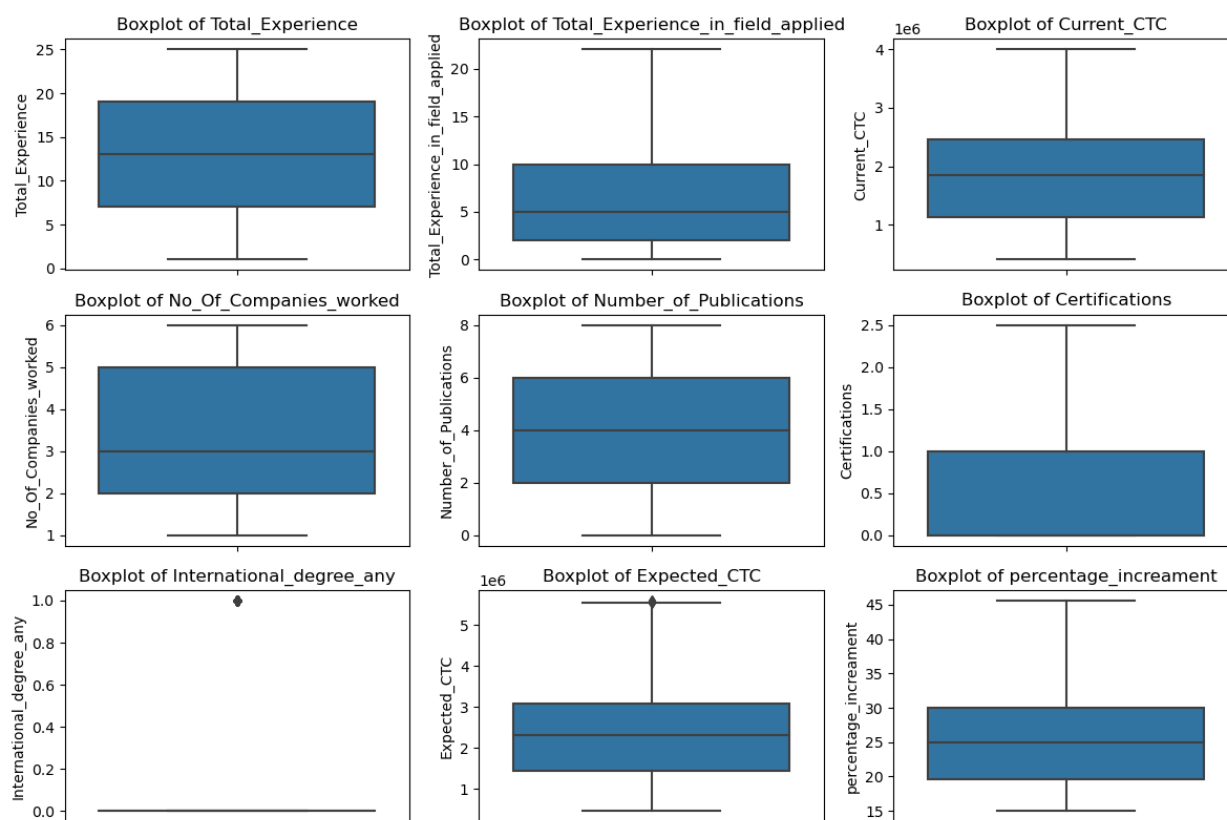 Boxplot of Total_Experience
Total_Experience
25
20
15
10
5
0
Boxplot of Total_Experience_in_field_applied
Total_Experience_in_field_applied
20
15
10
5
0
Boxplot of Current_CTC
1e6
Current_CTC
4
3
2
1
Boxplot of No_Of_Companies_worked
No_Of_Companies_worked
6
5
4
3
2
1
Boxplot of Number_of_Publications
Number_of_Publications
8
6
4
2
0
Boxplot of Certifications
Certifications
2.5
2.0
1.5
1.0
0.5
0.0
Boxplot of International_degree_any
International_degree_any
1.0
0.8
0.6
0.4
0.2
0.0
Boxplot of Expected_CTC
1e6
Expected_CTC
5
4
3
2
1
Boxplot of percentage_increament
percentage_increament
45
40
35
30
25
20
15